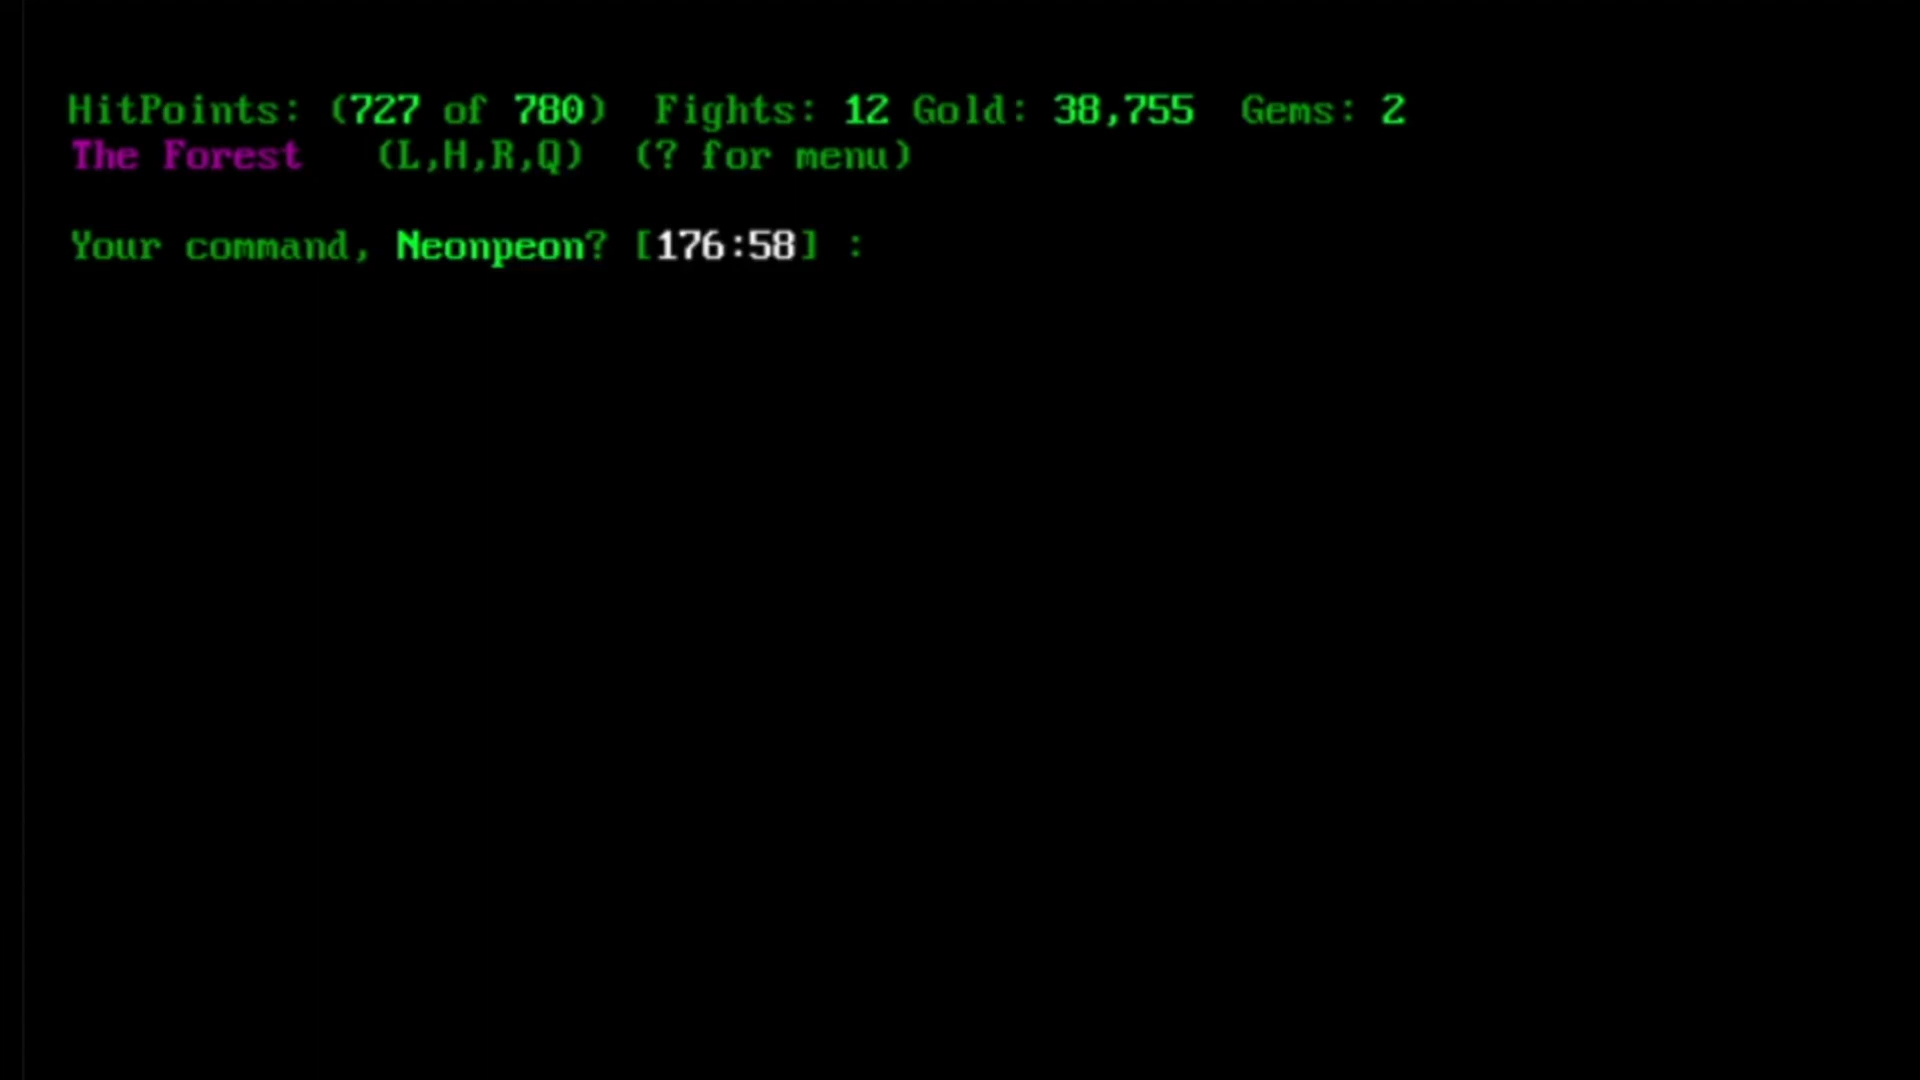 HitPoints: (727 of 780)  Fights: 12 Gold: 38,755  Gems: 2
The Forest   (L,H,R,Q)  (? for menu)
Your command, Neonpeon? [176:58] :